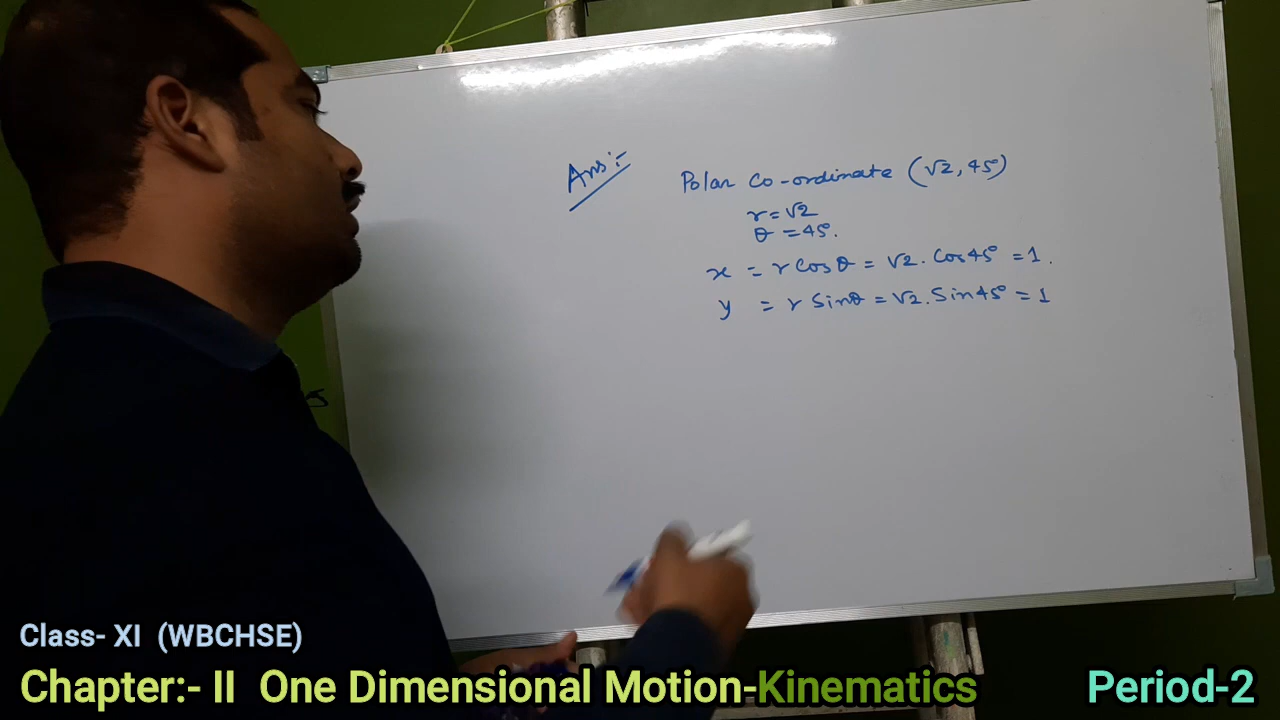 Ans:-
Polar Co-ordinate (√2, 45°)
r = √2
θ = 45°.
x = r Cosθ = √2 . Cos45° = 1 .
y = r Sinθ = √2 . Sin45° = 1
Class- XI (WBCHSE)
Chapter:- II One Dimensional Motion-Kinematics
Period-2